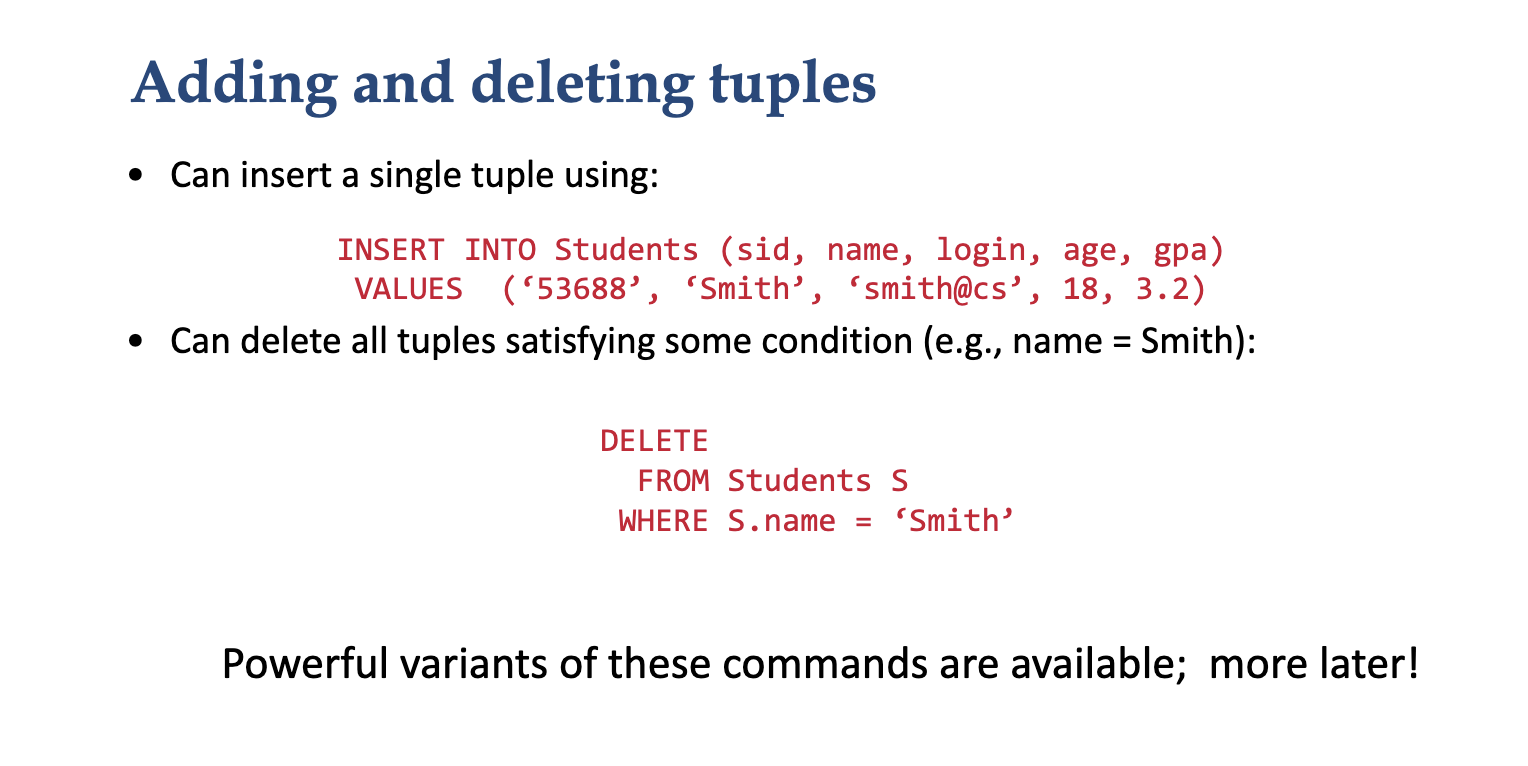 Adding and deleting tuples
• Can insert a single tuple using:
INSERT INTO Students (sid, name, login, age, gpa)
VALUES (‘53688’, ‘Smith’, ‘smith@cs’, 18, 3.2)
• Can delete all tuples satisfying some condition (e.g., name = Smith):
DELETE
FROM Students S
WHERE S.name = ‘Smith’
Powerful variants of these commands are available; more later!